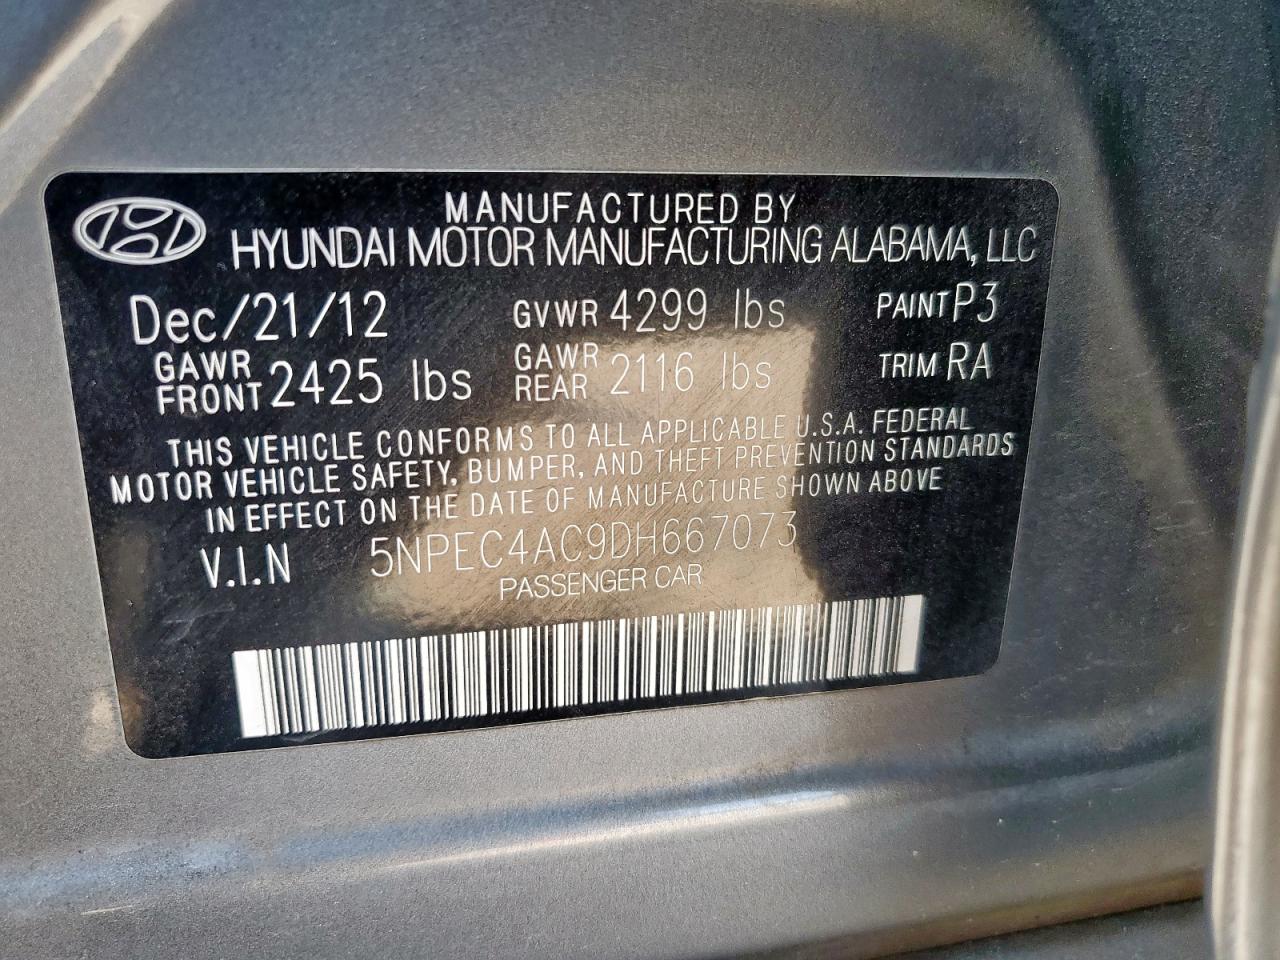 MANUFACTURED BY
HYUNDAI MOTOR MANUFACTURING ALABAMA, LLC
Dec/21/12 GVWR 4299 lbs PAINT P3
GAWR FRONT 2425 lbs GAWR REAR 2116 lbs TRIM RA
THIS VEHICLE CONFORMS TO ALL APPLICABLE U.S.A. FEDERAL
MOTOR VEHICLE SAFETY, BUMPER, AND THEFT PREVENTION STANDARDS
IN EFFECT ON THE DATE OF MANUFACTURE SHOWN ABOVE
V.I.N 5NPEC4AC9DH667073
PASSENGER CAR